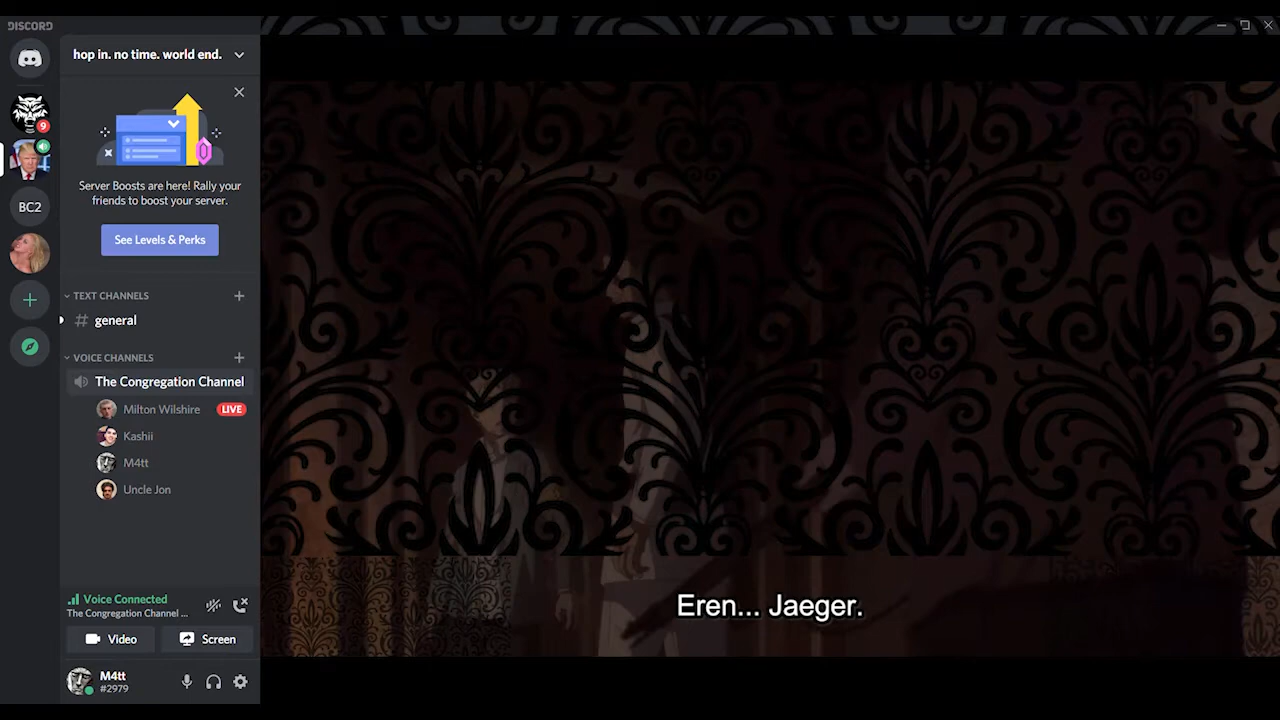 DISCORD
hop in. no time. world end.
9
Server Boosts are here! Rally your
friends to boost your server.
See Levels & Perks
BC2
TEXT CHANNELS
# general
VOICE CHANNELS
The Congregation Channel
Milton Wilshire LIVE
Kashii
M4tt
Uncle Jon
Voice Connected
The Congregation Channel ...
Video Screen
M4tt
#2979
Eren... Jaeger.